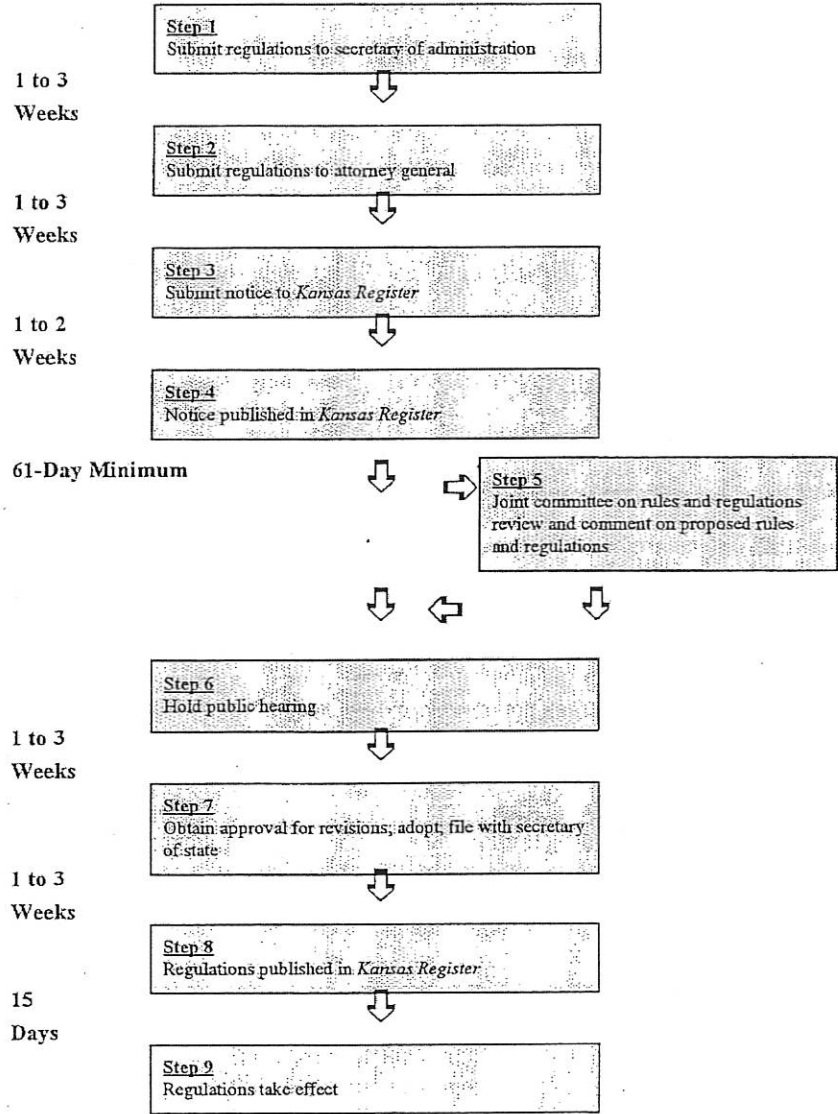 Step 1
Submit regulations to secretary of administration
1 to 3
Weeks
Step 2
Submit regulations to attorney general
1 to 3
Weeks
Step 3
Submit notice to Kansas Register
1 to 2
Weeks
Step 4
Notice published in Kansas Register
61-Day Minimum
Step 5
Joint committee on rules and regulations
review and comment on proposed rules
and regulations
Step 6
Hold public hearing
1 to 3
Weeks
Step 7
Obtain approval for revisions; adopt; file with secretary
of state
1 to 3
Weeks
Step 8
Regulations published in Kansas Register
15
Days
Step 9
Regulations take effect